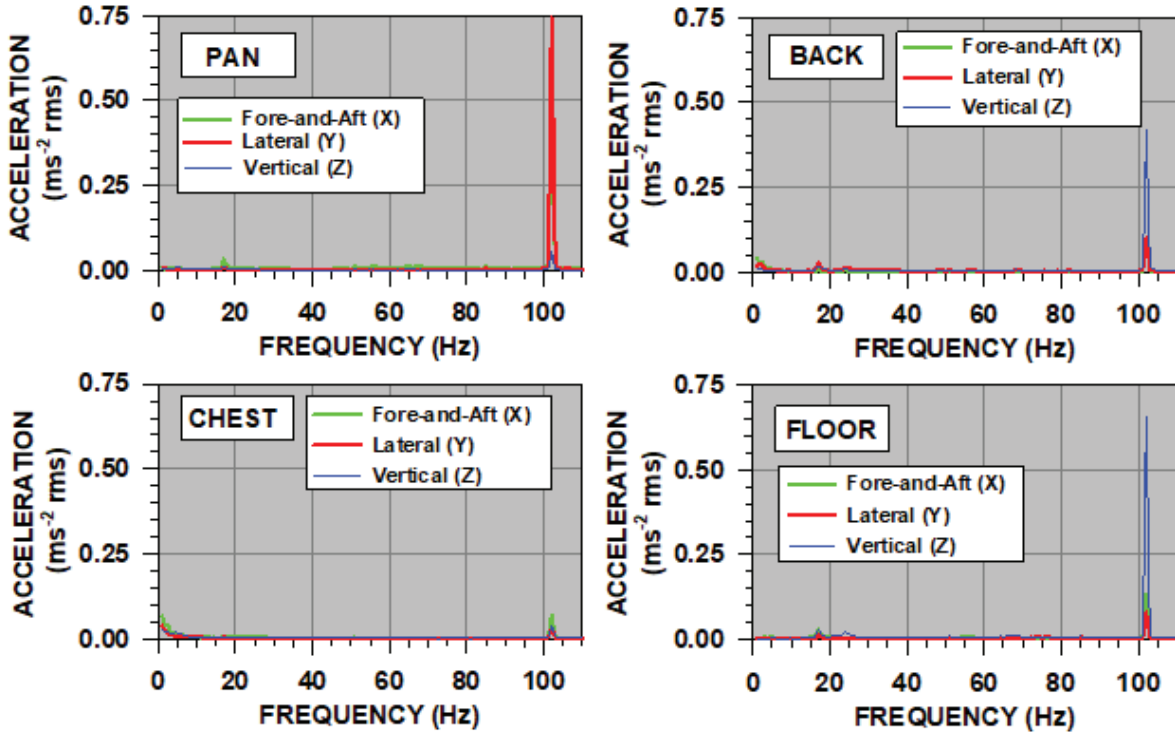 ACCELERATION
(ms-2 rms)
0.75
0.50
0.25
0.00
PAN
Fore-and-Aft (X)
Lateral (Y)
Vertical (Z)
0 20 40 60 80 100
FREQUENCY (Hz)
ACCELERATION
(ms-2 rms)
0.75
0.50
0.25
0.00
BACK
Fore-and-Aft (X)
Lateral (Y)
Vertical (Z)
0 20 40 60 80 100
FREQUENCY (Hz)
ACCELERATION
(ms-2 rms)
0.75
0.50
0.25
0.00
CHEST
Fore-and-Aft (X)
Lateral (Y)
Vertical (Z)
0 20 40 60 80 100
FREQUENCY (Hz)
ACCELERATION
(ms-2 rms)
0.75
0.50
0.25
0.00
FLOOR
Fore-and-Aft (X)
Lateral (Y)
Vertical (Z)
0 20 40 60 80 100
FREQUENCY (Hz)